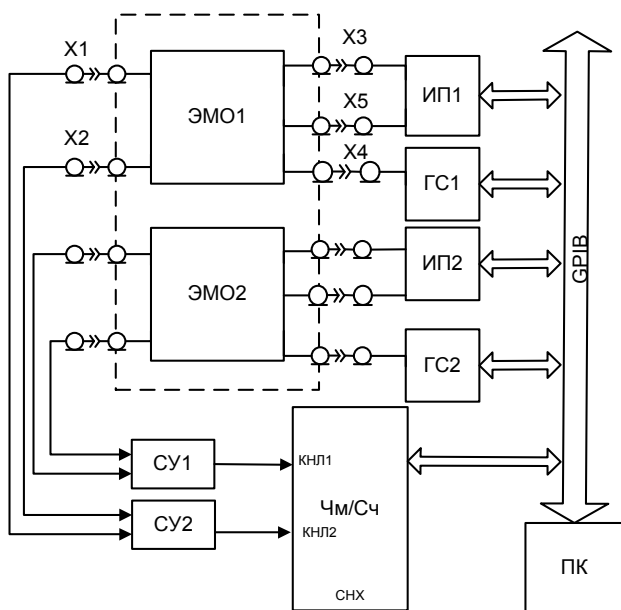 X1
X2
ЭМО1
X3
X5
X4
ИП1
ГС1
ЭМО2
ИП2
ГС2
GPIB
СУ1
СУ2
КНЛ1
Чм/Сч
КНЛ2
СНХ
ПК